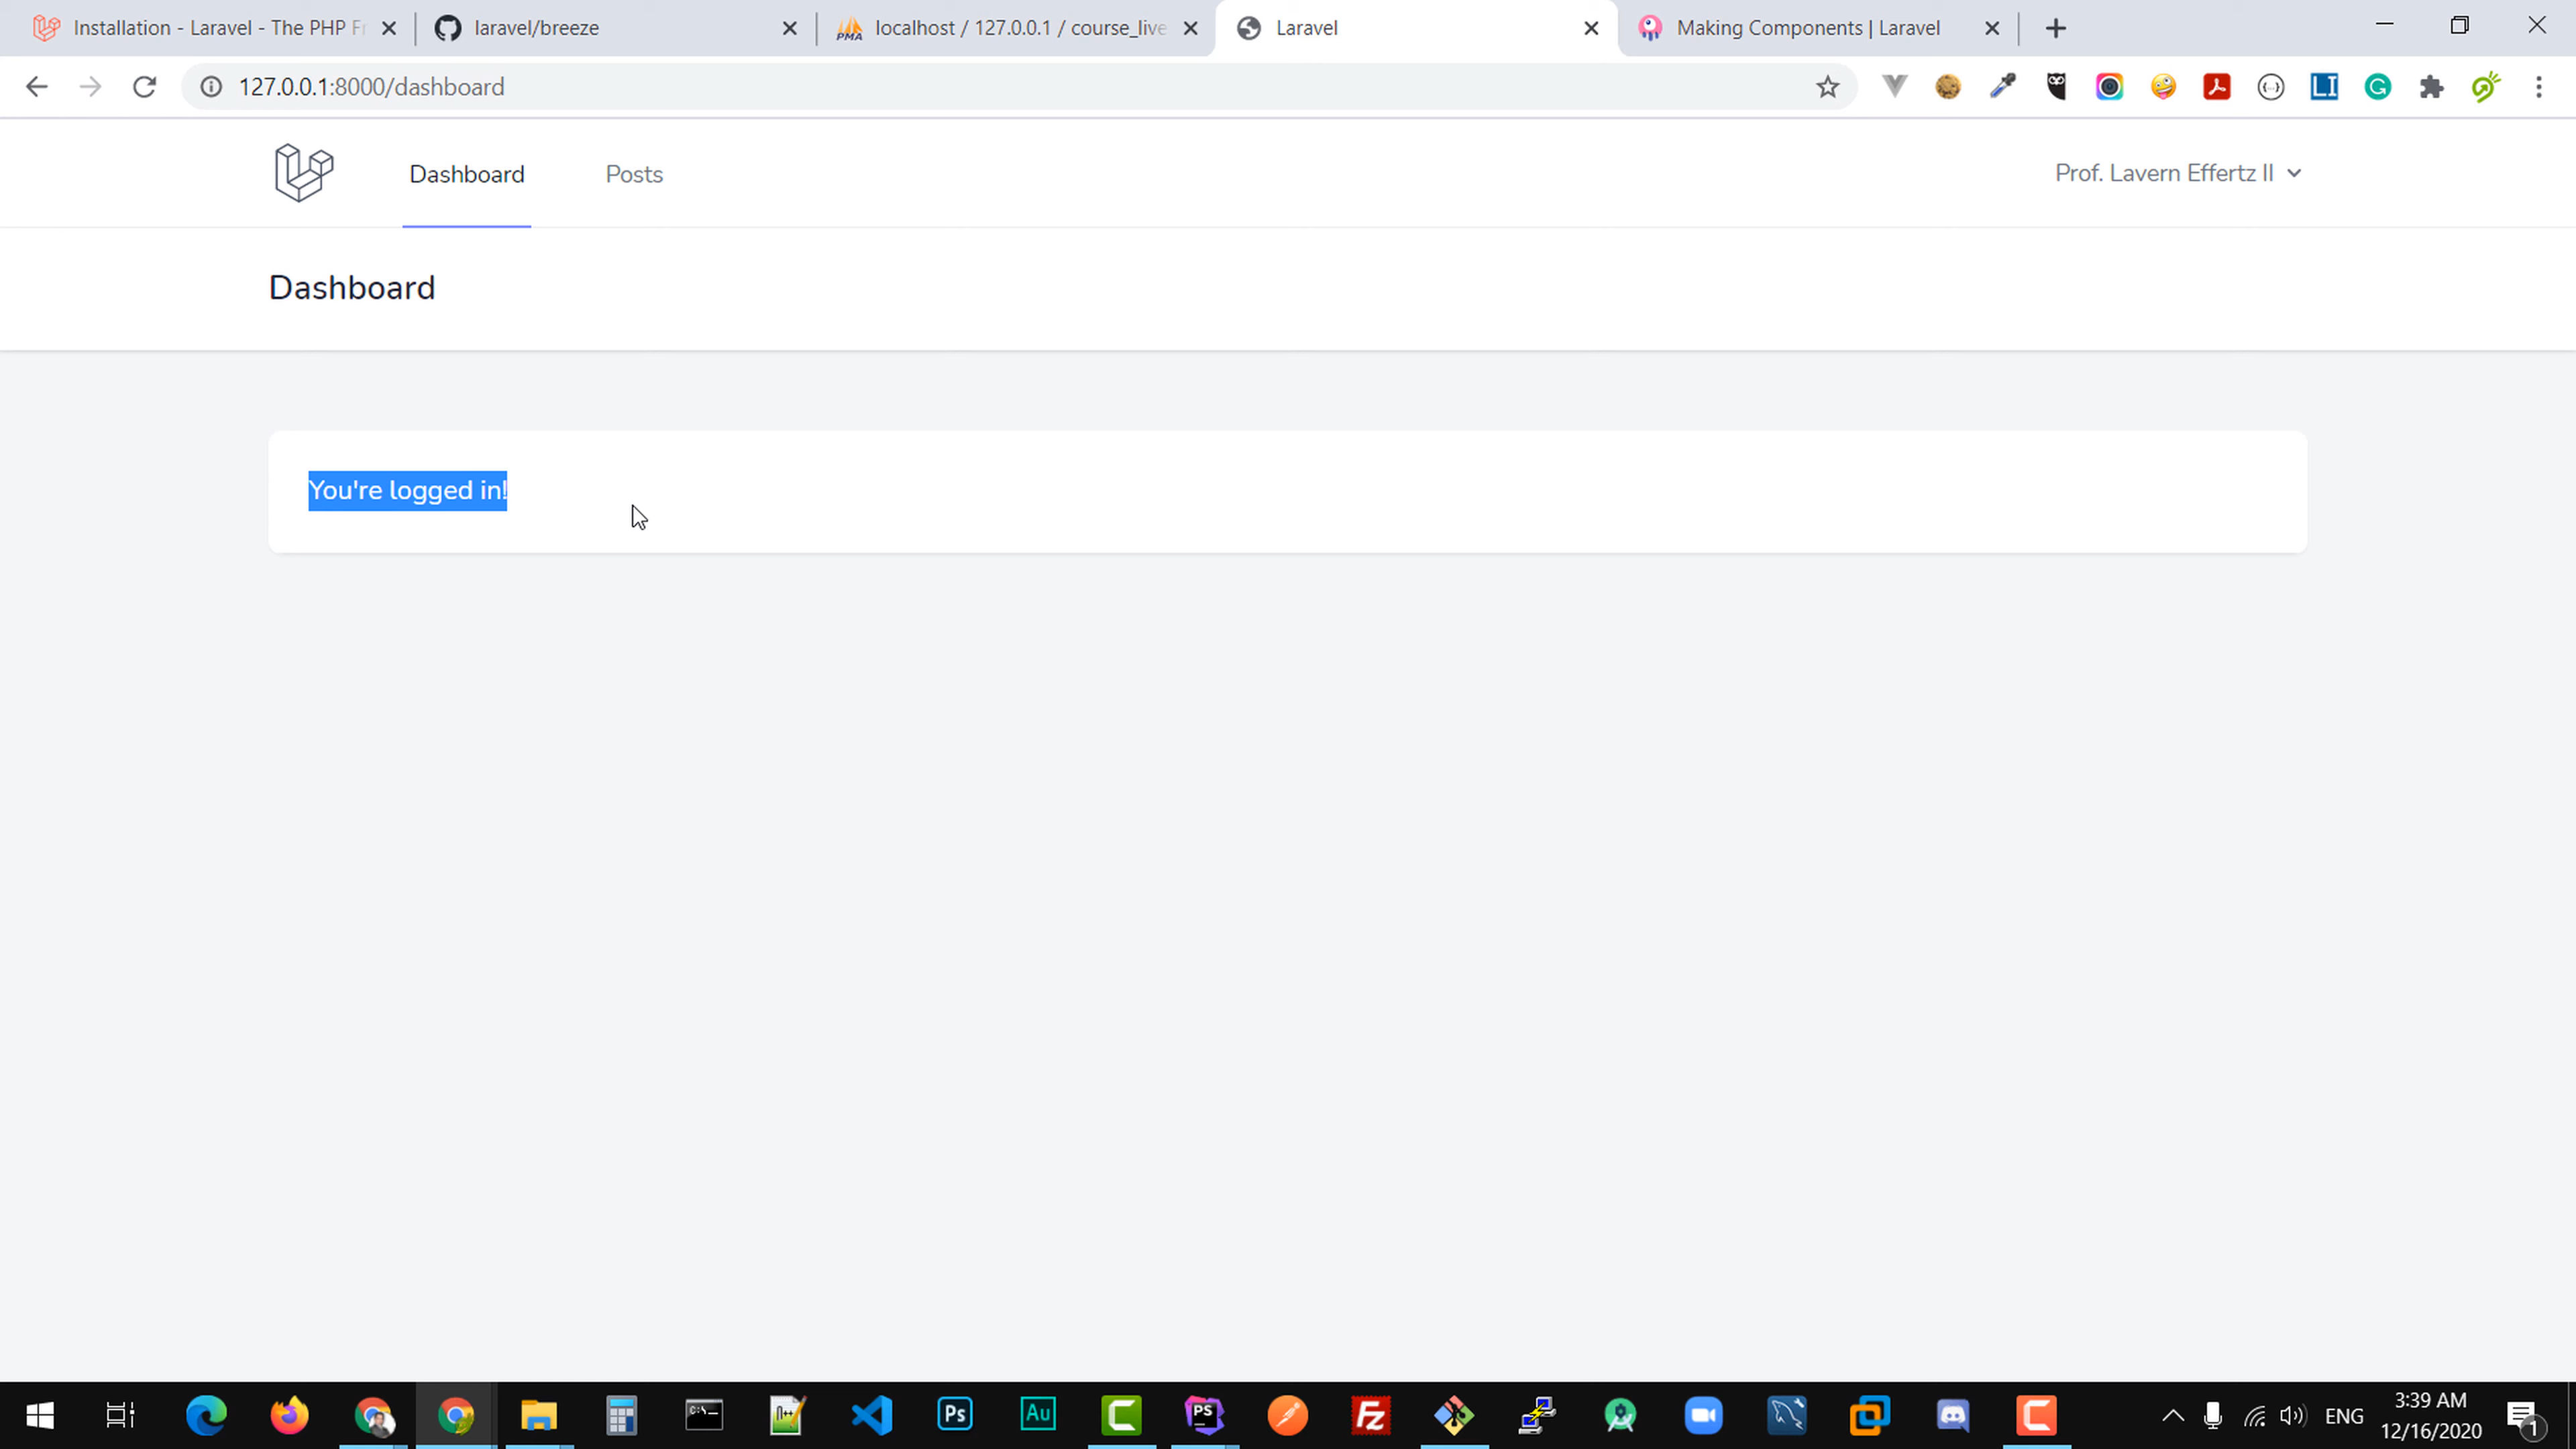 Installation - Laravel - The PHP Fr
laravel/breeze
localhost / 127.0.0.1 / course_live
Laravel
Making Components | Laravel
127.0.0.1:8000/dashboard
Dashboard
Posts
Prof. Lavern Effertz II
Dashboard
You're logged in!
ENG
3:39 AM
12/16/2020
1